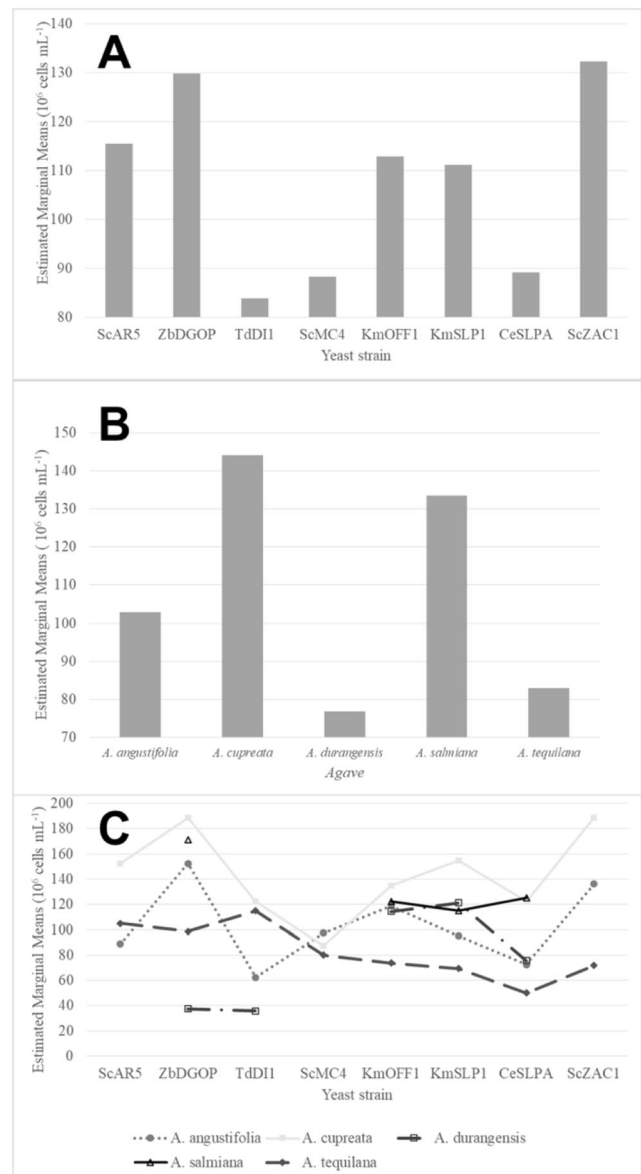 A
Estimated Marginal Means (10⁶ cells mL⁻¹)
140
130
120
110
100
90
80
ScAR5 ZbDGOP TdDI1 ScMC4 KmOFF1 KmSLP1 CeSLPA ScZAC1
Yeast strain
B
Estimated Marginal Means ( 10⁶ cells mL⁻¹)
150
140
130
120
110
100
90
80
70
A. angustifolia A. cupreata A. durangensis A. salmiana A. tequilana
Agave
C
Estimated Marginal Means (10⁶ cells mL⁻¹)
200
180
160
140
120
100
80
60
40
20
0
ScAR5 ZbDGOP TdDI1 ScMC4 KmOFF1 KmSLP1 CeSLPA ScZAC1
Yeast strain
A. angustifolia A. cupreata A. durangensis
A. salmiana A. tequilana